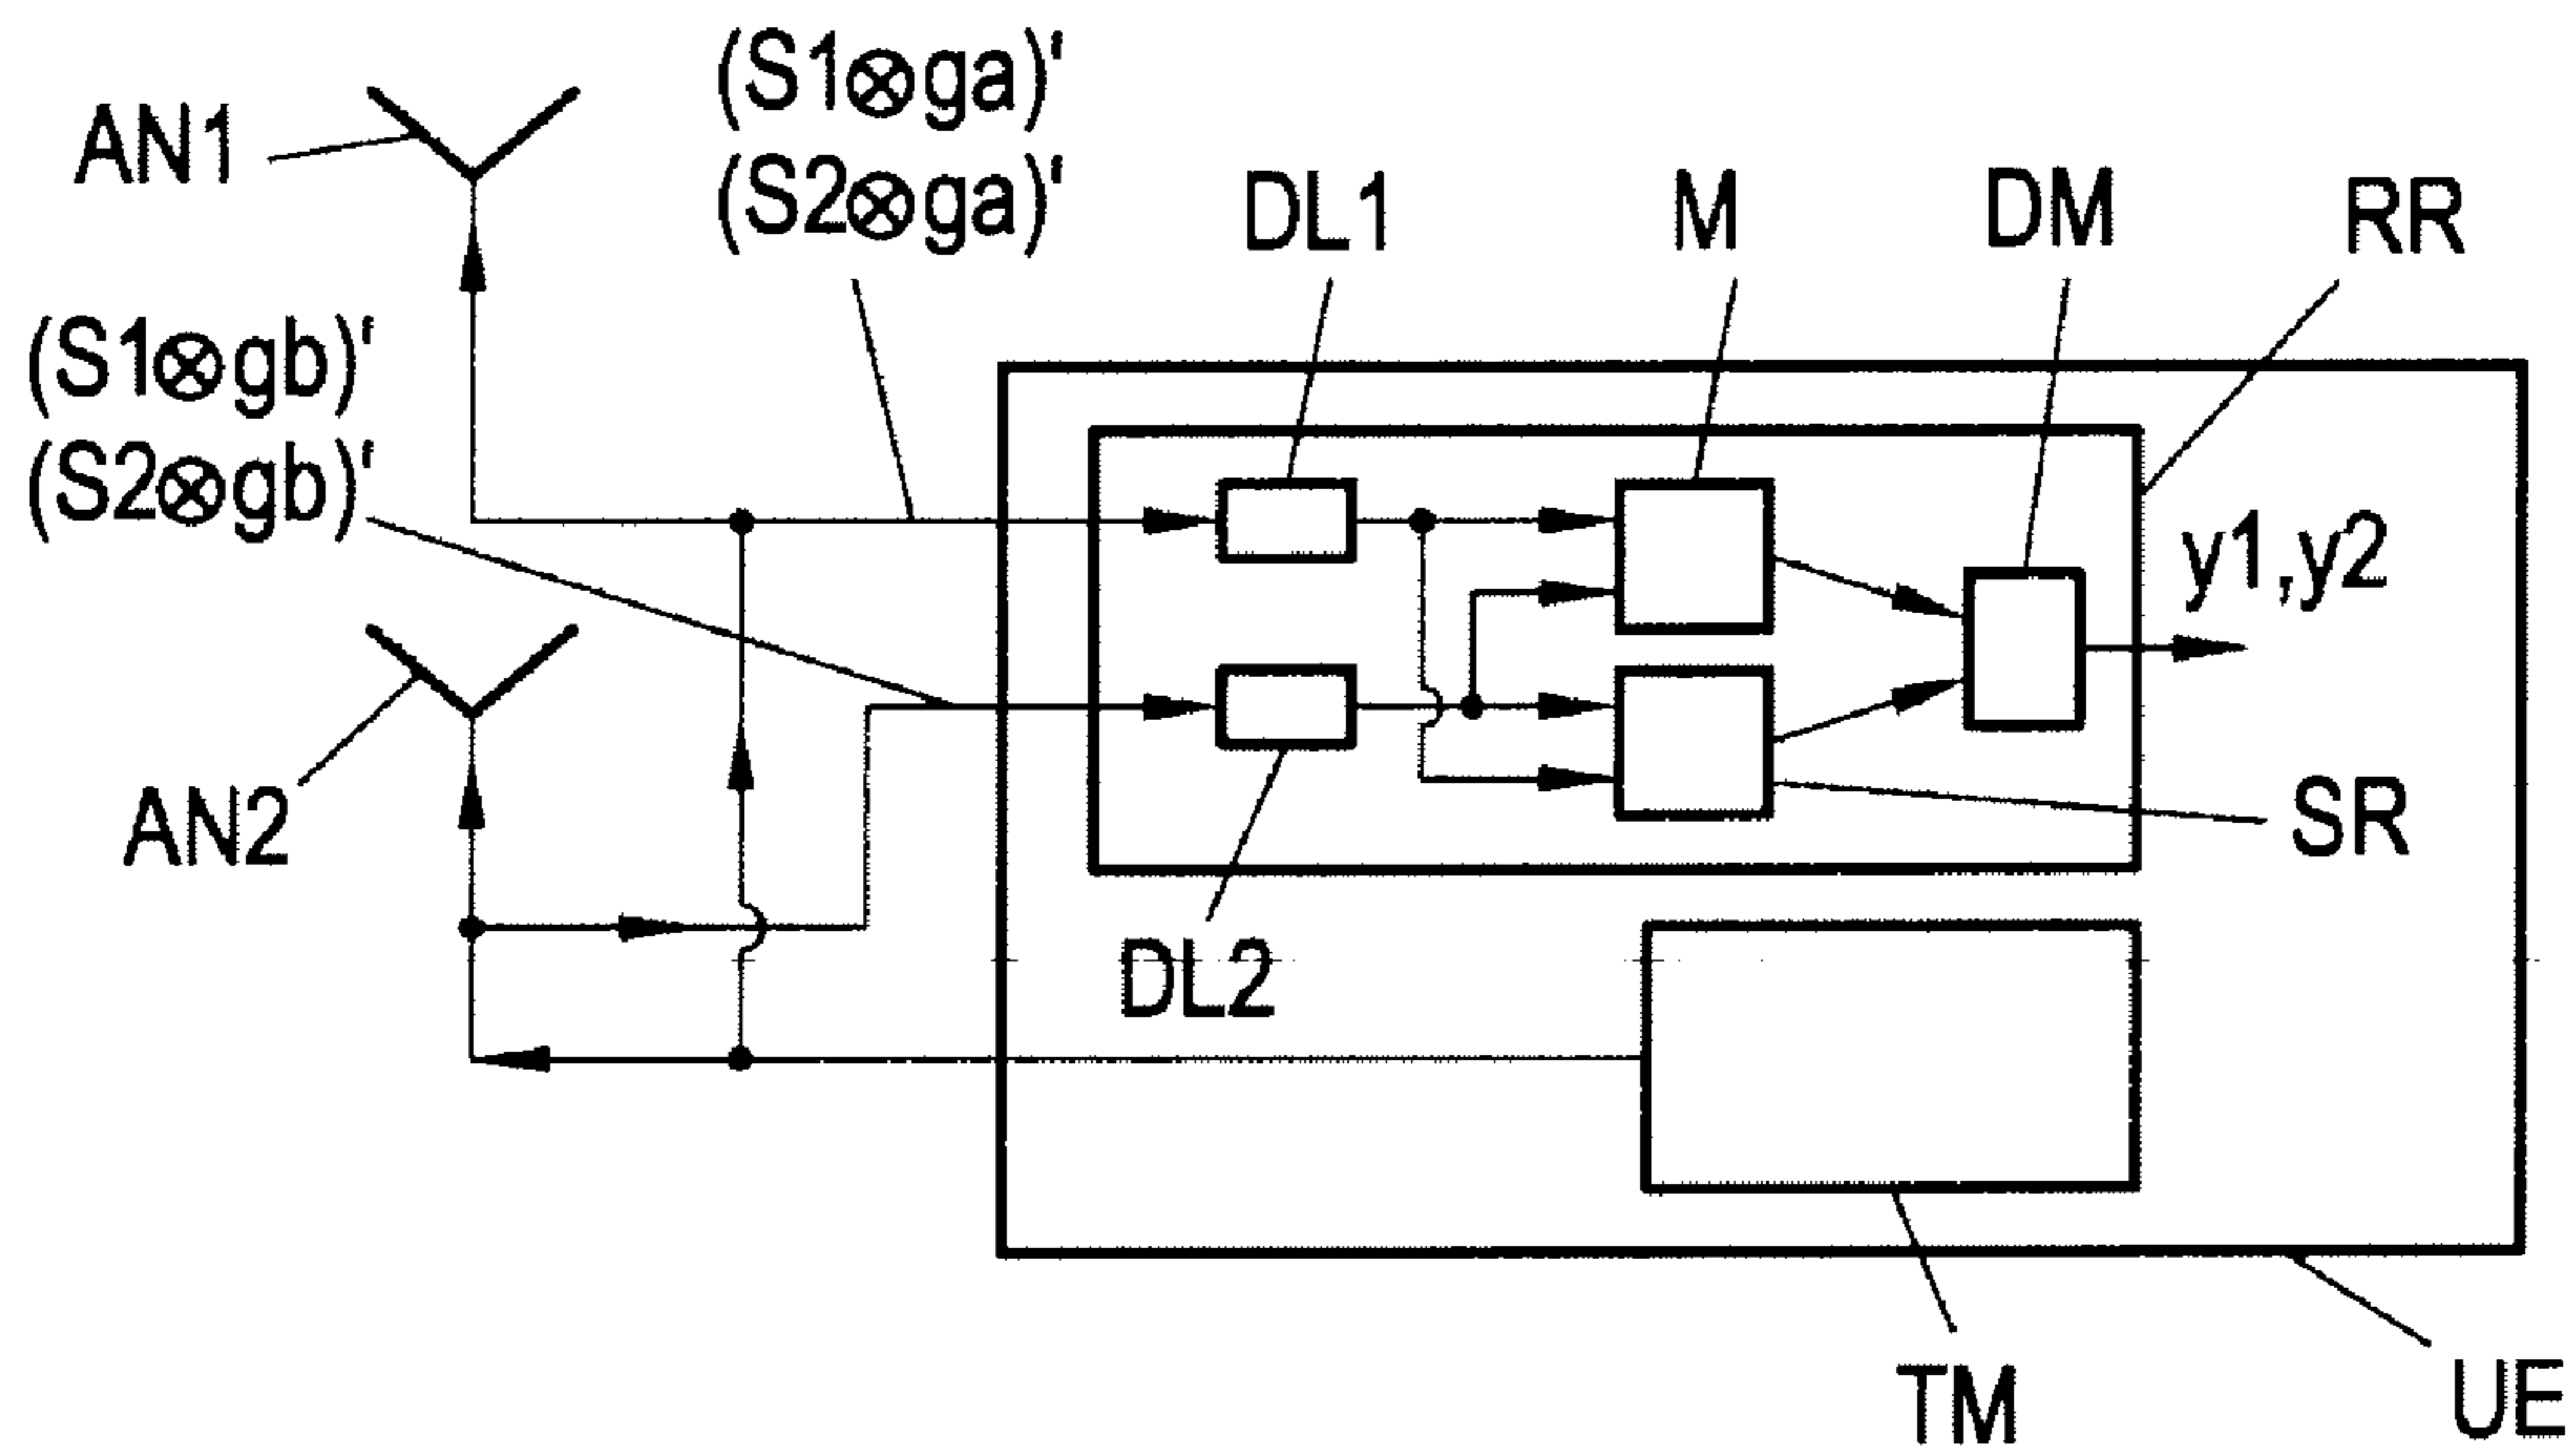 (S1⊗ga)'
AN1
(S2⊗ga)'
DL1
M
DM
RR
(S1⊗gb)'
(S2⊗gb)'
y1,y2
AN2
SR
DL2
TM
UE